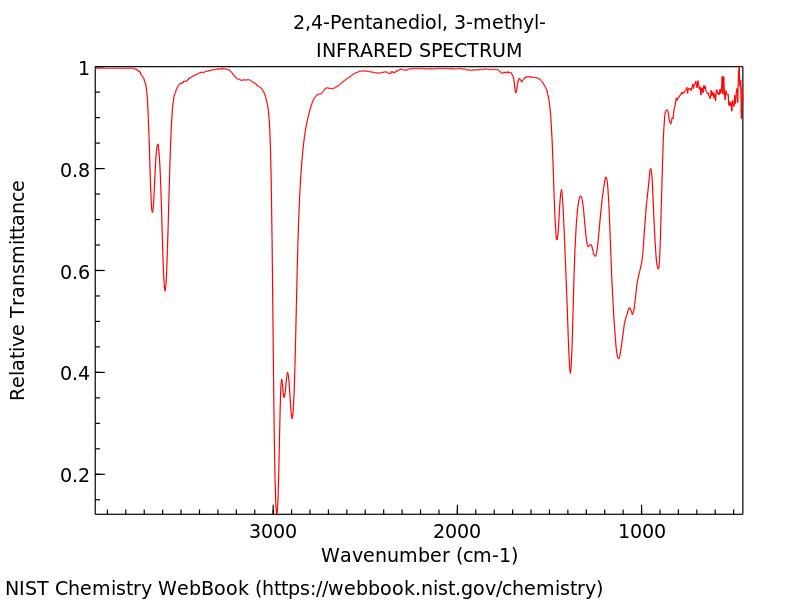 2,4-Pentanediol, 3-methyl-
INFRARED SPECTRUM
1
0.8
0.6
0.4
0.2
Relative Transmittance
3000 2000 1000
Wavenumber (cm-1)
NIST Chemistry WebBook (https://webbook.nist.gov/chemistry)